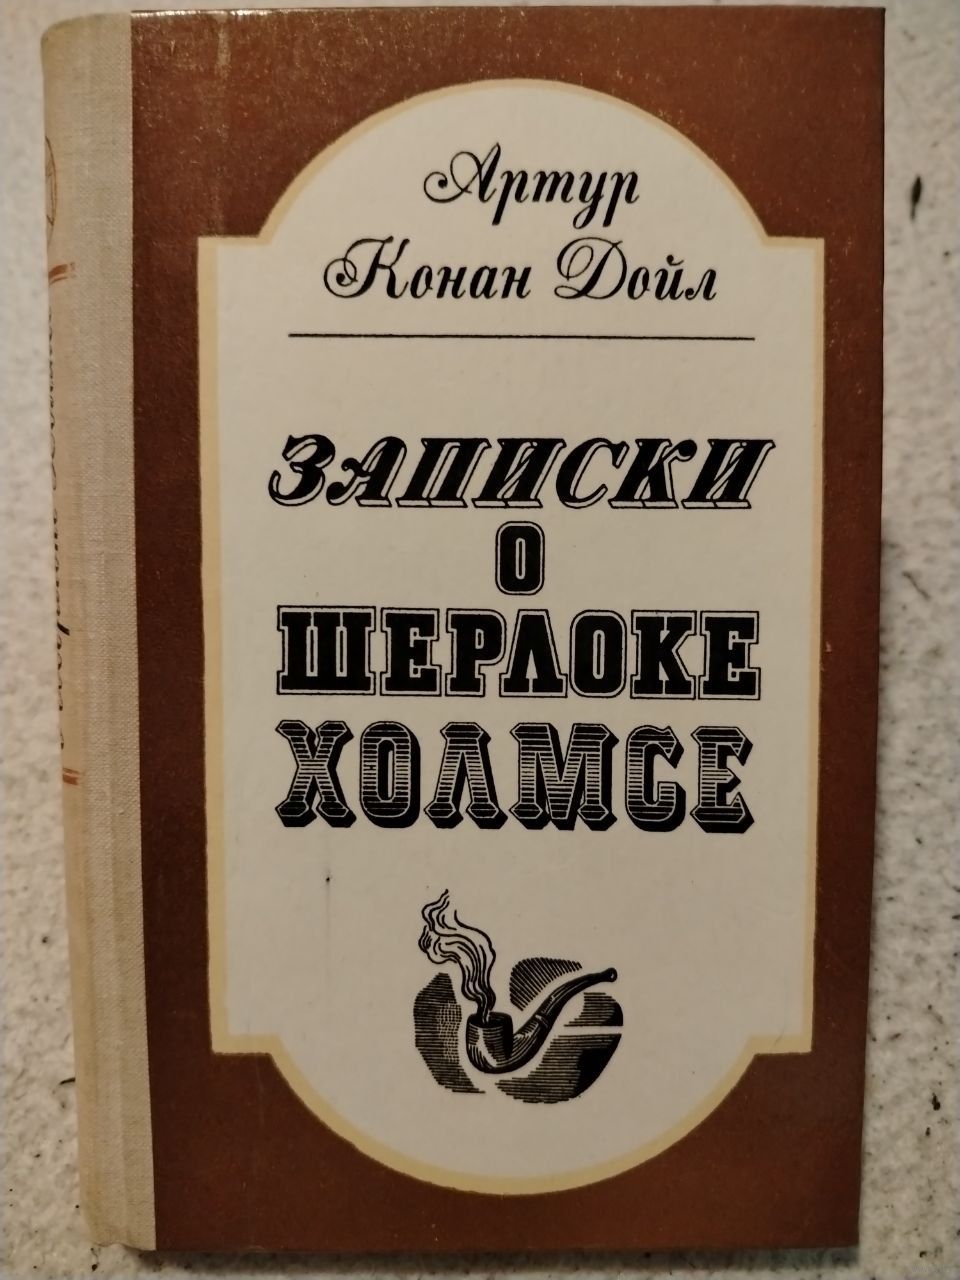 Артур
Конан Дойл
ЗАПИСКИ
О
ШЕРЛОКЕ
ХОЛМСЕ